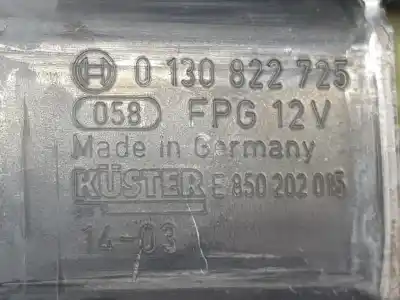 0 130 822 725
058 FPG 12V
Made in Germany
KÜSTER E 850 202 015
14-03